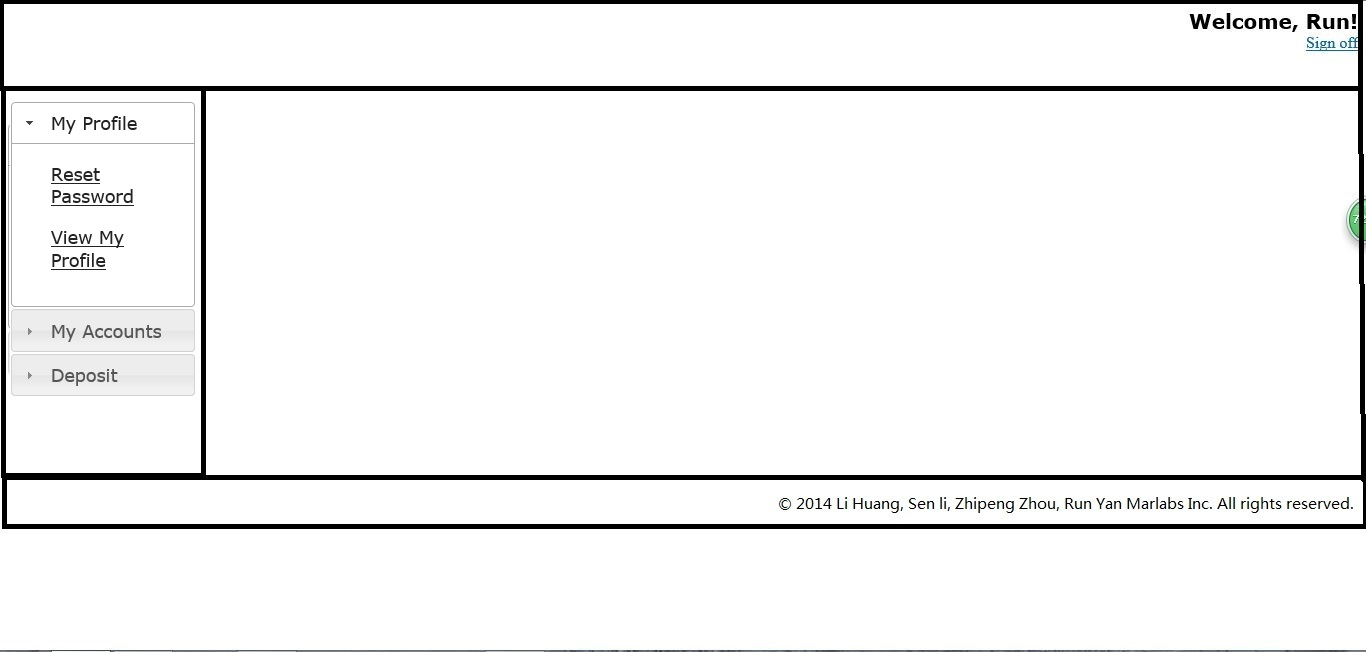 Welcome, Run!
Sign off
My Profile
Reset
Password
View My
Profile
My Accounts
Deposit
© 2014 Li Huang, Sen li, Zhipeng Zhou, Run Yan Marlabs Inc. All rights reserved.